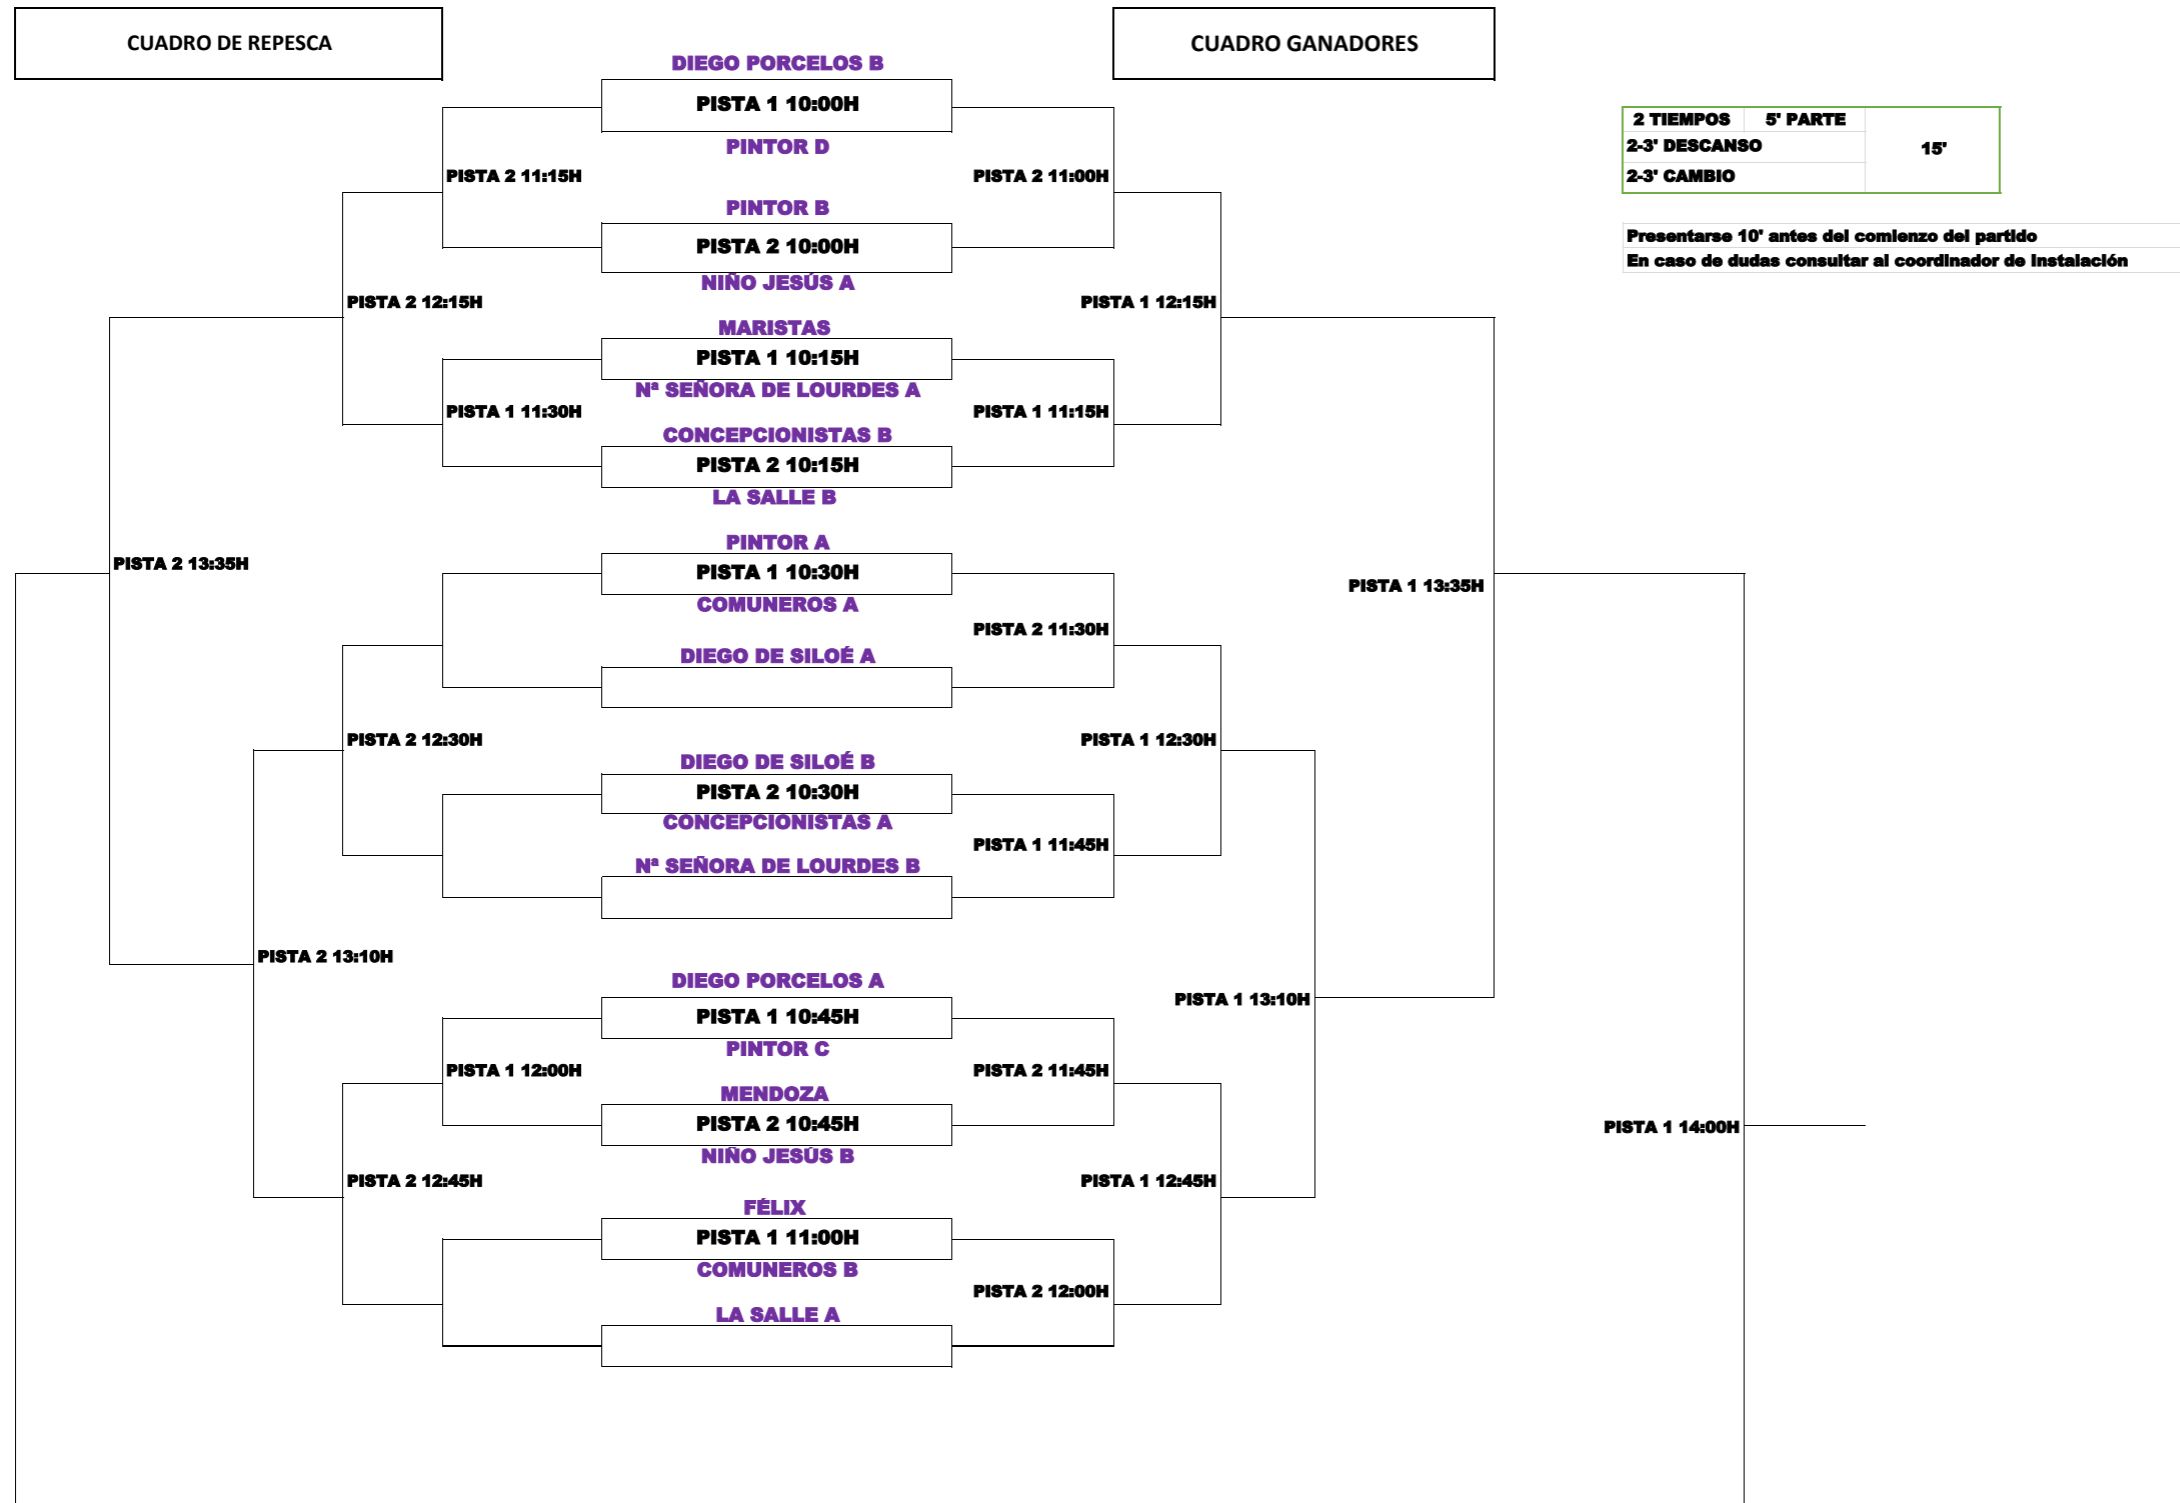 CUADRO DE REPESCA
CUADRO GANADORES
DIEGO PORCELOS B
PISTA 1 10:00H
PINTOR D
2 TIEMPOS 5' PARTE
2-3' DESCANSO 15'
2-3' CAMBIO
PISTA 2 11:15H
PISTA 2 11:00H
PINTOR B
PISTA 2 10:00H
NIÑO JESÚS A
Presentarse 10' antes del comienzo del partido
En caso de dudas consultar al coordinador de Instalación
PISTA 2 12:15H
PISTA 1 12:15H
MARISTAS
PISTA 1 10:15H
Nª SEÑORA DE LOURDES A
PISTA 1 11:30H
PISTA 1 11:15H
CONCEPCIONISTAS B
PISTA 2 10:15H
LA SALLE B
PINTOR A
PISTA 2 13:35H
PISTA 1 10:30H
PISTA 1 13:35H
COMUNEROS A
PISTA 2 11:30H
DIEGO DE SILOÉ A
PISTA 2 12:30H
PISTA 1 12:30H
DIEGO DE SILOÉ B
PISTA 2 10:30H
CONCEPCIONISTAS A
PISTA 1 11:45H
Nª SEÑORA DE LOURDES B
PISTA 2 13:10H
DIEGO PORCELOS A
PISTA 1 13:10H
PISTA 1 10:45H
PINTOR C
PISTA 1 12:00H
PISTA 2 11:45H
MENDOZA
PISTA 2 10:45H
PISTA 1 14:00H
NIÑO JESÚS B
PISTA 2 12:45H
PISTA 1 12:45H
FÉLIX
PISTA 1 11:00H
COMUNEROS B
PISTA 2 12:00H
LA SALLE A